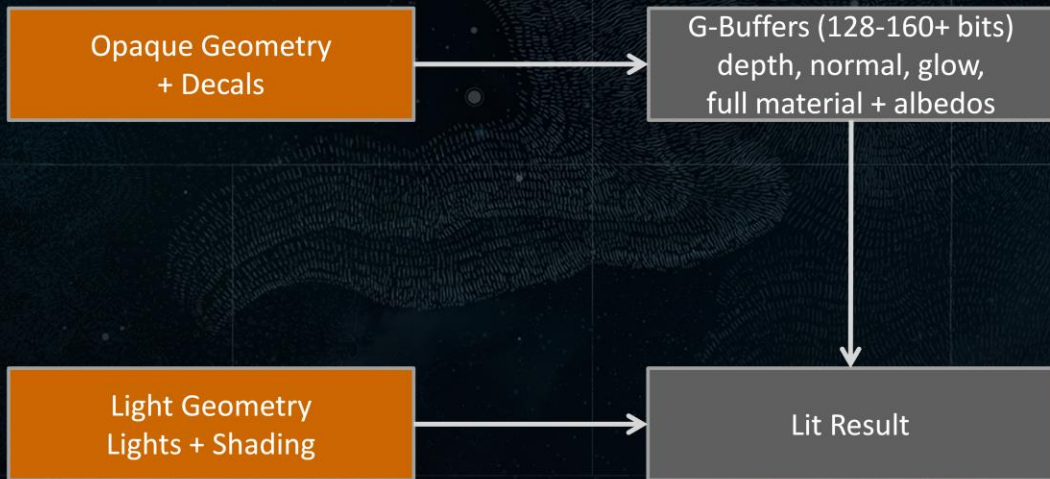 Opaque Geometry
+ Decals
G-Buffers (128-160+ bits)
depth, normal, glow,
full material + albedos
Light Geometry
Lights + Shading
Lit Result